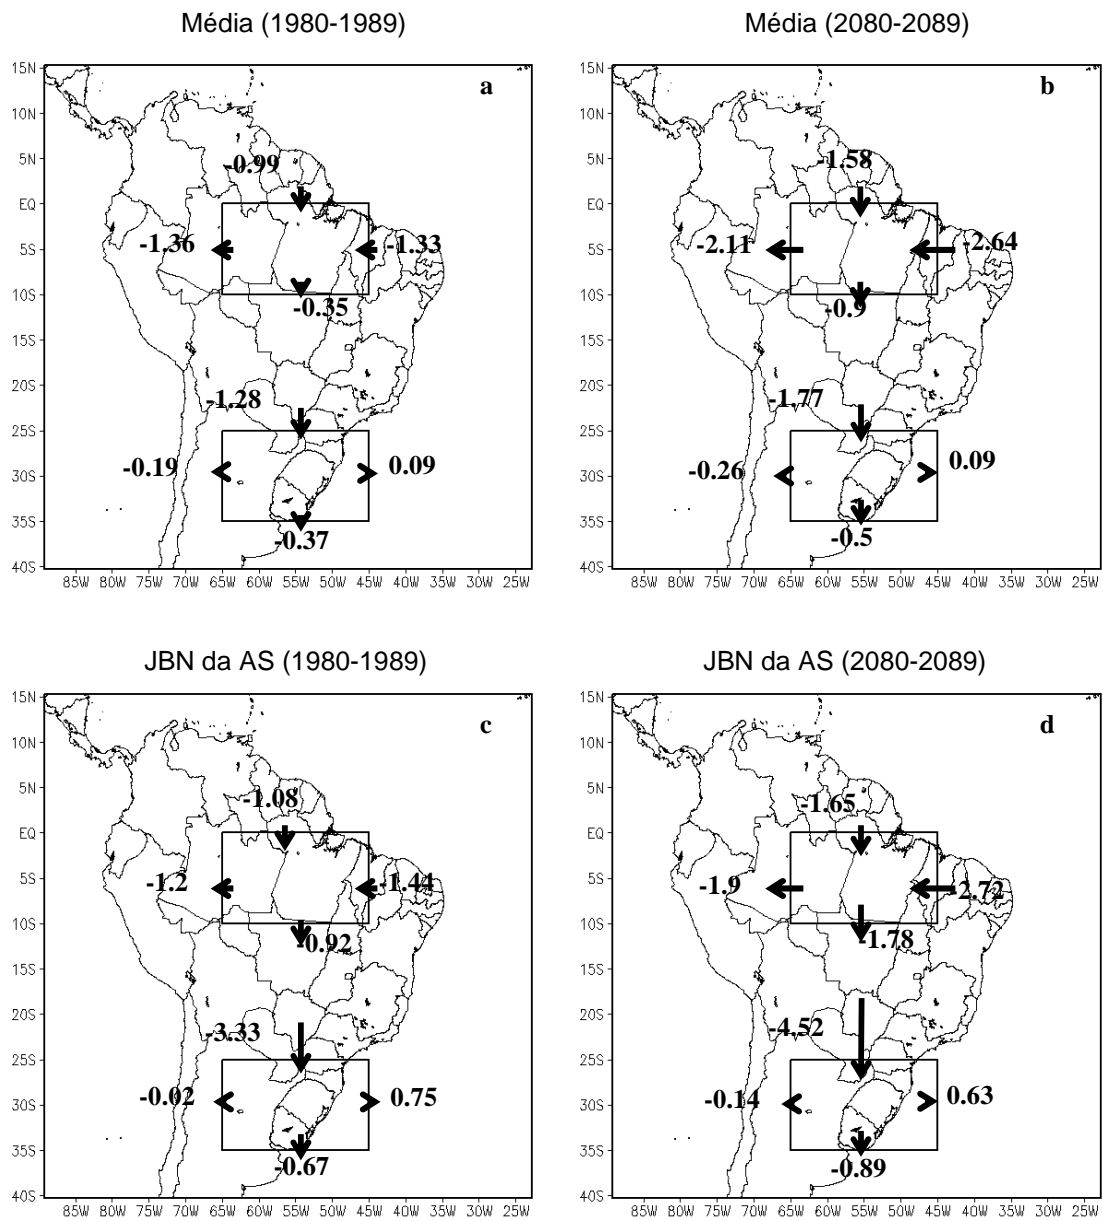 Média (1980-1989)
Média (2080-2089)
15N
10N
5N
EQ
5S
10S
15S
20S
25S
30S
35S
40S
a
-0.99
-1.36
-1.33
-0.35
-1.28
-0.19
0.09
-0.37
85W 80W 75W 70W 65W 60W 55W 50W 45W 40W 35W 30W 25W
15N
10N
5N
EQ
5S
10S
15S
20S
25S
30S
35S
40S
b
-1.58
-2.11
-2.64
-0.9
-1.77
-0.26
0.09
-0.5
85W 80W 75W 70W 65W 60W 55W 50W 45W 40W 35W 30W 25W
JBN da AS (1980-1989)
JBN da AS (2080-2089)
15N
10N
5N
EQ
5S
10S
15S
20S
25S
30S
35S
40S
c
-1.08
-1.2
-1.44
-0.92
-3.33
-0.02
0.75
-0.67
85W 80W 75W 70W 65W 60W 55W 50W 45W 40W 35W 30W 25W
15N
10N
5N
EQ
5S
10S
15S
20S
25S
30S
35S
40S
d
-1.65
-1.9
-2.72
-1.78
-4.52
-0.14
0.63
-0.89
85W 80W 75W 70W 65W 60W 55W 50W 45W 40W 35W 30W 25W